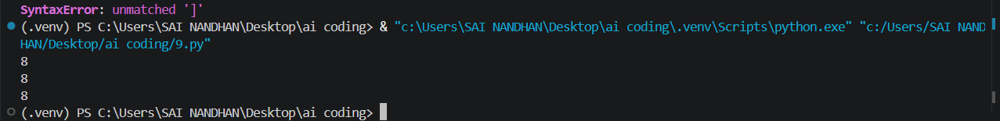 SyntaxError: unmatched ']'
(.venv) PS C:\Users\SAI NANDHAN\Desktop\ai coding> & "c:\Users\SAI NANDHAN\Desktop\ai coding\.venv\Scripts\python.exe" "c:/Users/SAI NAND
HAN/Desktop/ai coding/9.py"
8
8
8
(.venv) PS C:\Users\SAI NANDHAN\Desktop\ai coding>